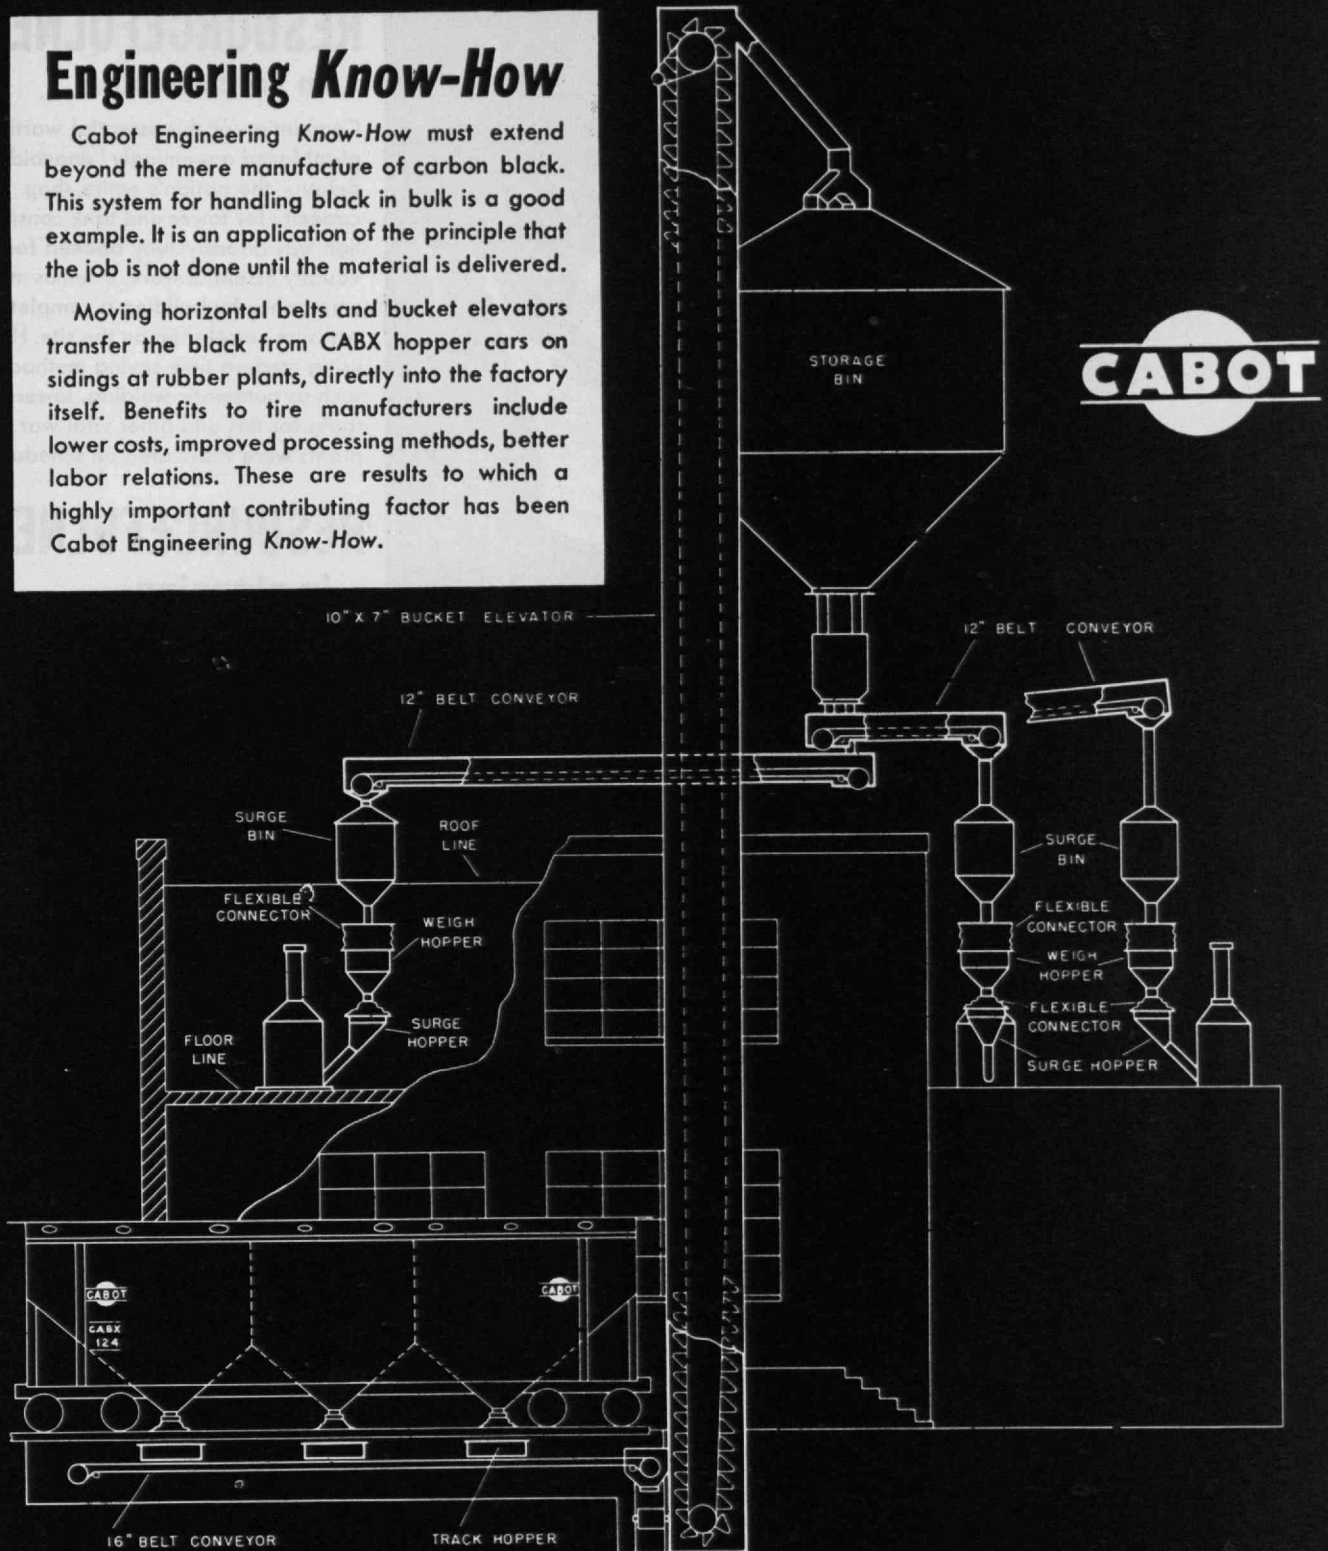 Engineering Know-How
Cabot Engineering Know-How must extend
beyond the mere manufacture of carbon black.
This system for handling black in bulk is a good
example. It is an application of the principle that
the job is not done until the material is delivered.
Moving horizontal belts and bucket elevators
transfer the black from CABX hopper cars on
sidings at rubber plants, directly into the factory
itself. Benefits to tire manufacturers include
lower costs, improved processing methods, better
labor relations. These are results to which a
highly important contributing factor has been
Cabot Engineering Know-How.
STORAGE
BIN
CABOT
10" X 7" BUCKET ELEVATOR
12" BELT CONVEYOR
12" BELT CONVEYOR
SURGE
BIN
ROOF
LINE
FLEXIBLE
CONNECTOR
WEIGH
HOPPER
SURGE
HOPPER
FLOOR
LINE
SURGE
BIN
FLEXIBLE
CONNECTOR
WEIGH
HOPPER
FLEXIBLE
CONNECTOR
SURGE HOPPER
CABOT
CABX
124
CABOT
16" BELT CONVEYOR
TRACK HOPPER